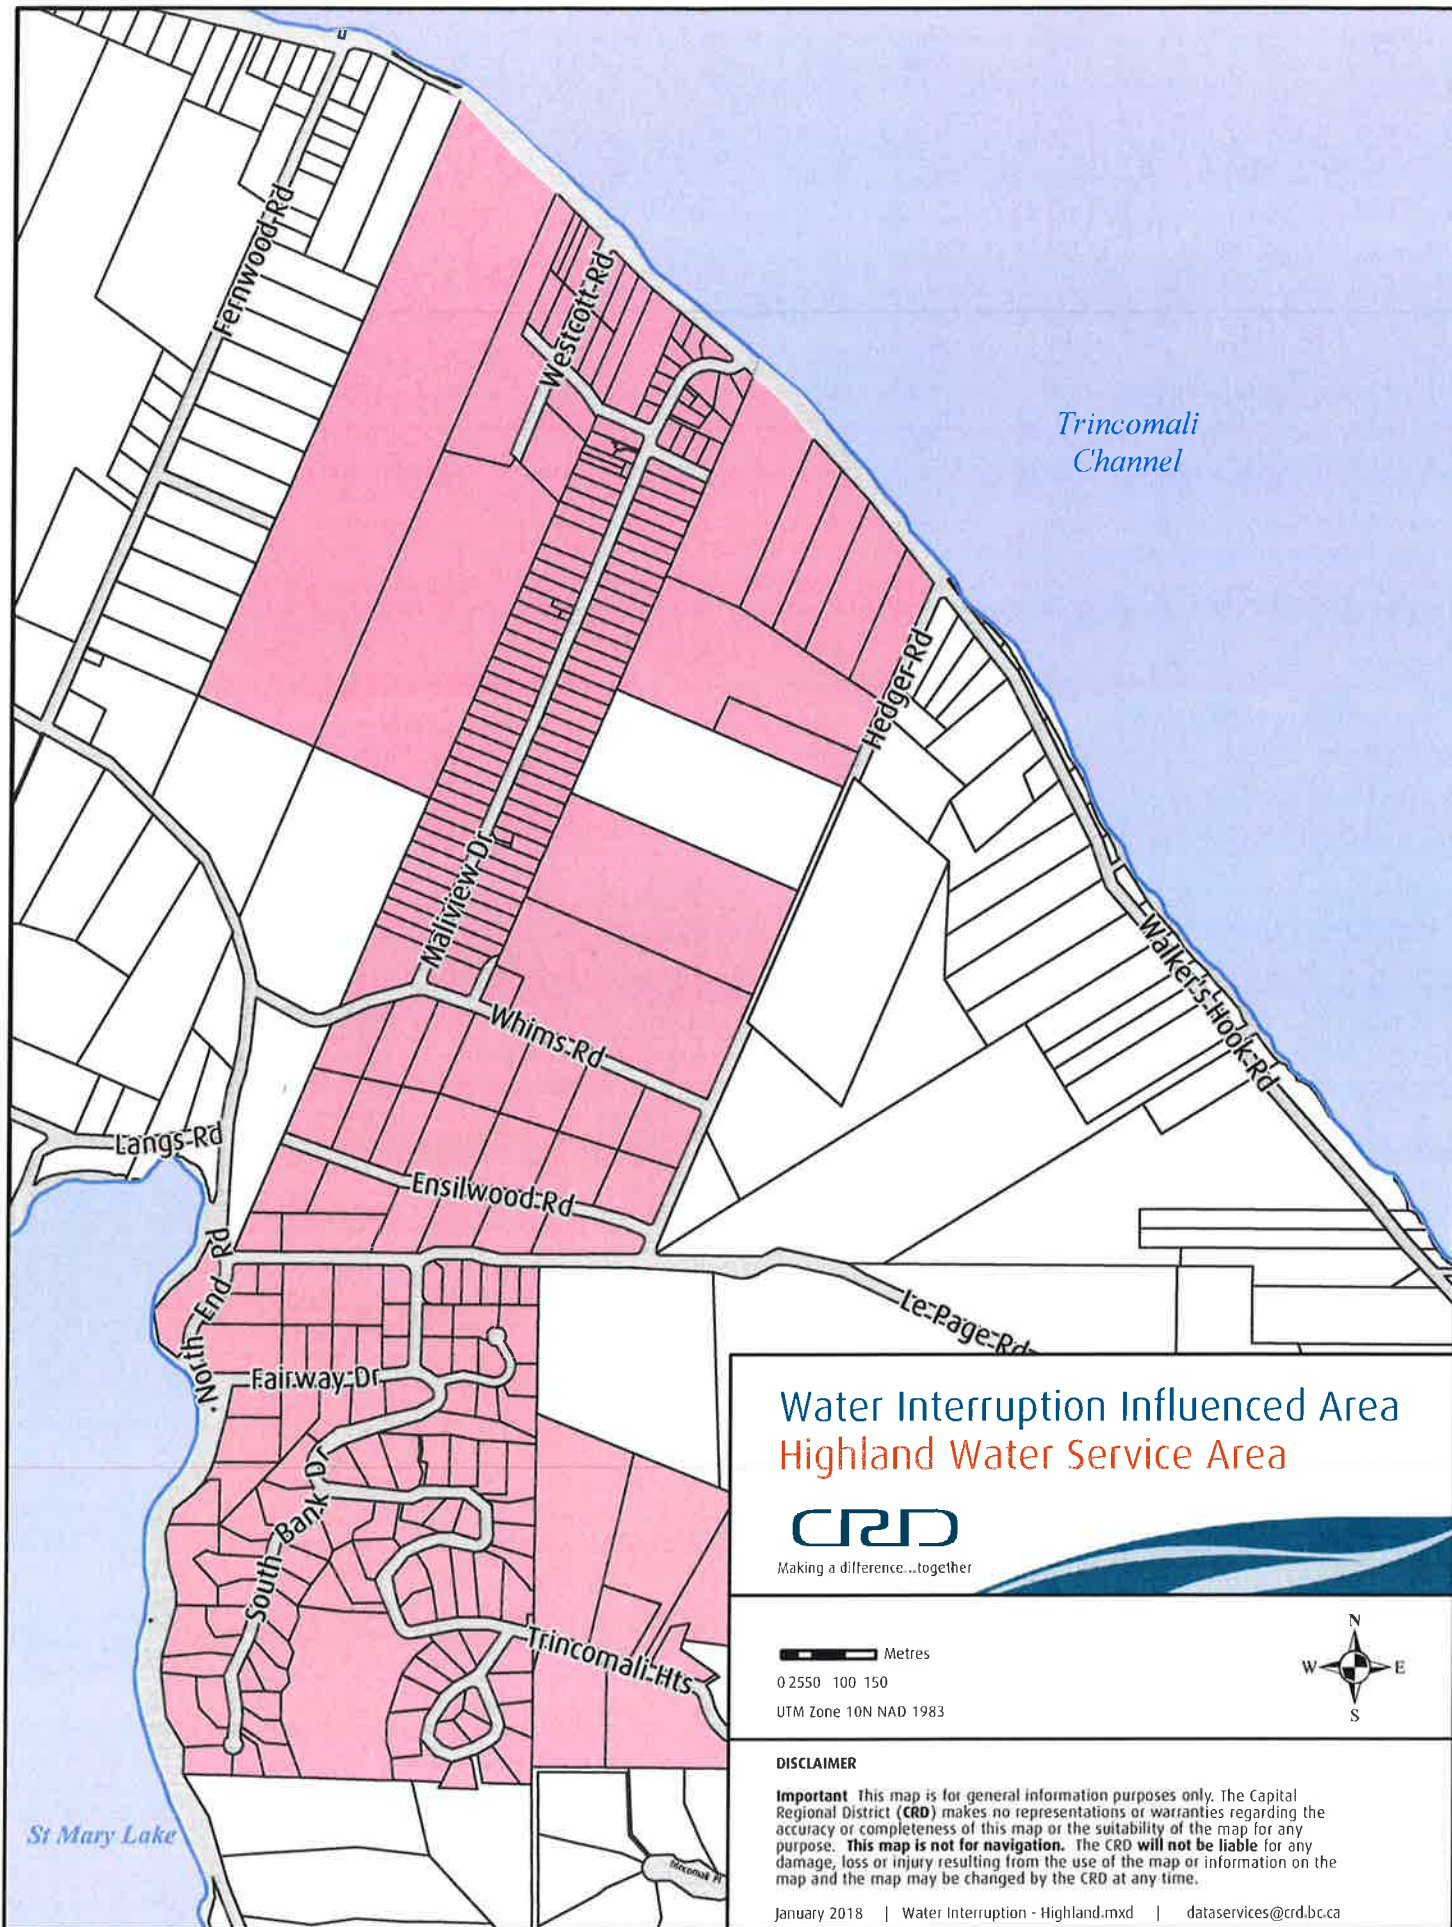 Fernwood Rd
Westcott Rd
Trincomali
Channel
Hedger Rd
Maliview Dr
Walker's Hook Rd
Whims Rd
Langs Rd
Ensilwood Rd
North End Rd
Le Page Rd
Fairway Dr
South Bank Dr
Trincomali Hts
St Mary Lake
Trincomali Pl
Water Interruption Influenced Area
Highland Water Service Area
CRD
Making a difference...together
Metres
0 2550 100 150
UTM Zone 10N NAD 1983
N
W E
S
DISCLAIMER
Important This map is for general information purposes only. The Capital
Regional District (CRD) makes no representations or warranties regarding the
accuracy or completeness of this map or the suitability of the map for any
purpose. This map is not for navigation. The CRD will not be liable for any
damage, loss or injury resulting from the use of the map or information on the
map and the map may be changed by the CRD at any time.
January 2018 | Water Interruption - Highland.mxd | dataservices@crd.bc.ca